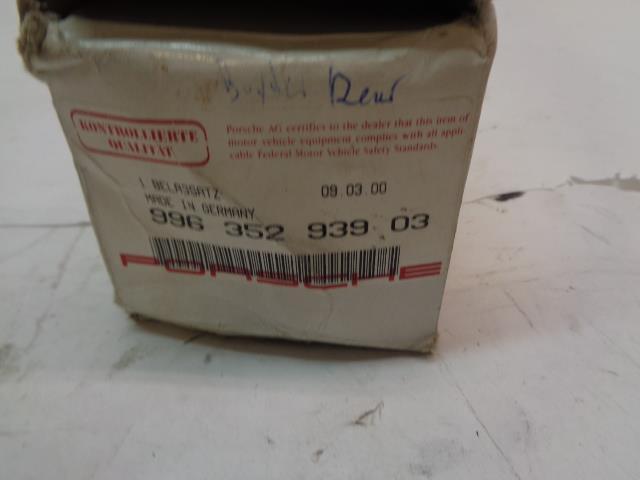 Boxster Rear
KONTROLLIERTE
QUALITÄT
Porsche AG certifies to the dealer that this item of
motor vehicle equipment complies with all appli-
cable Federal Motor Vehicle Safety Standards.
1 BELAGSATZ 09.03.00
MADE IN GERMANY
996 352 939 03
PORSCHE